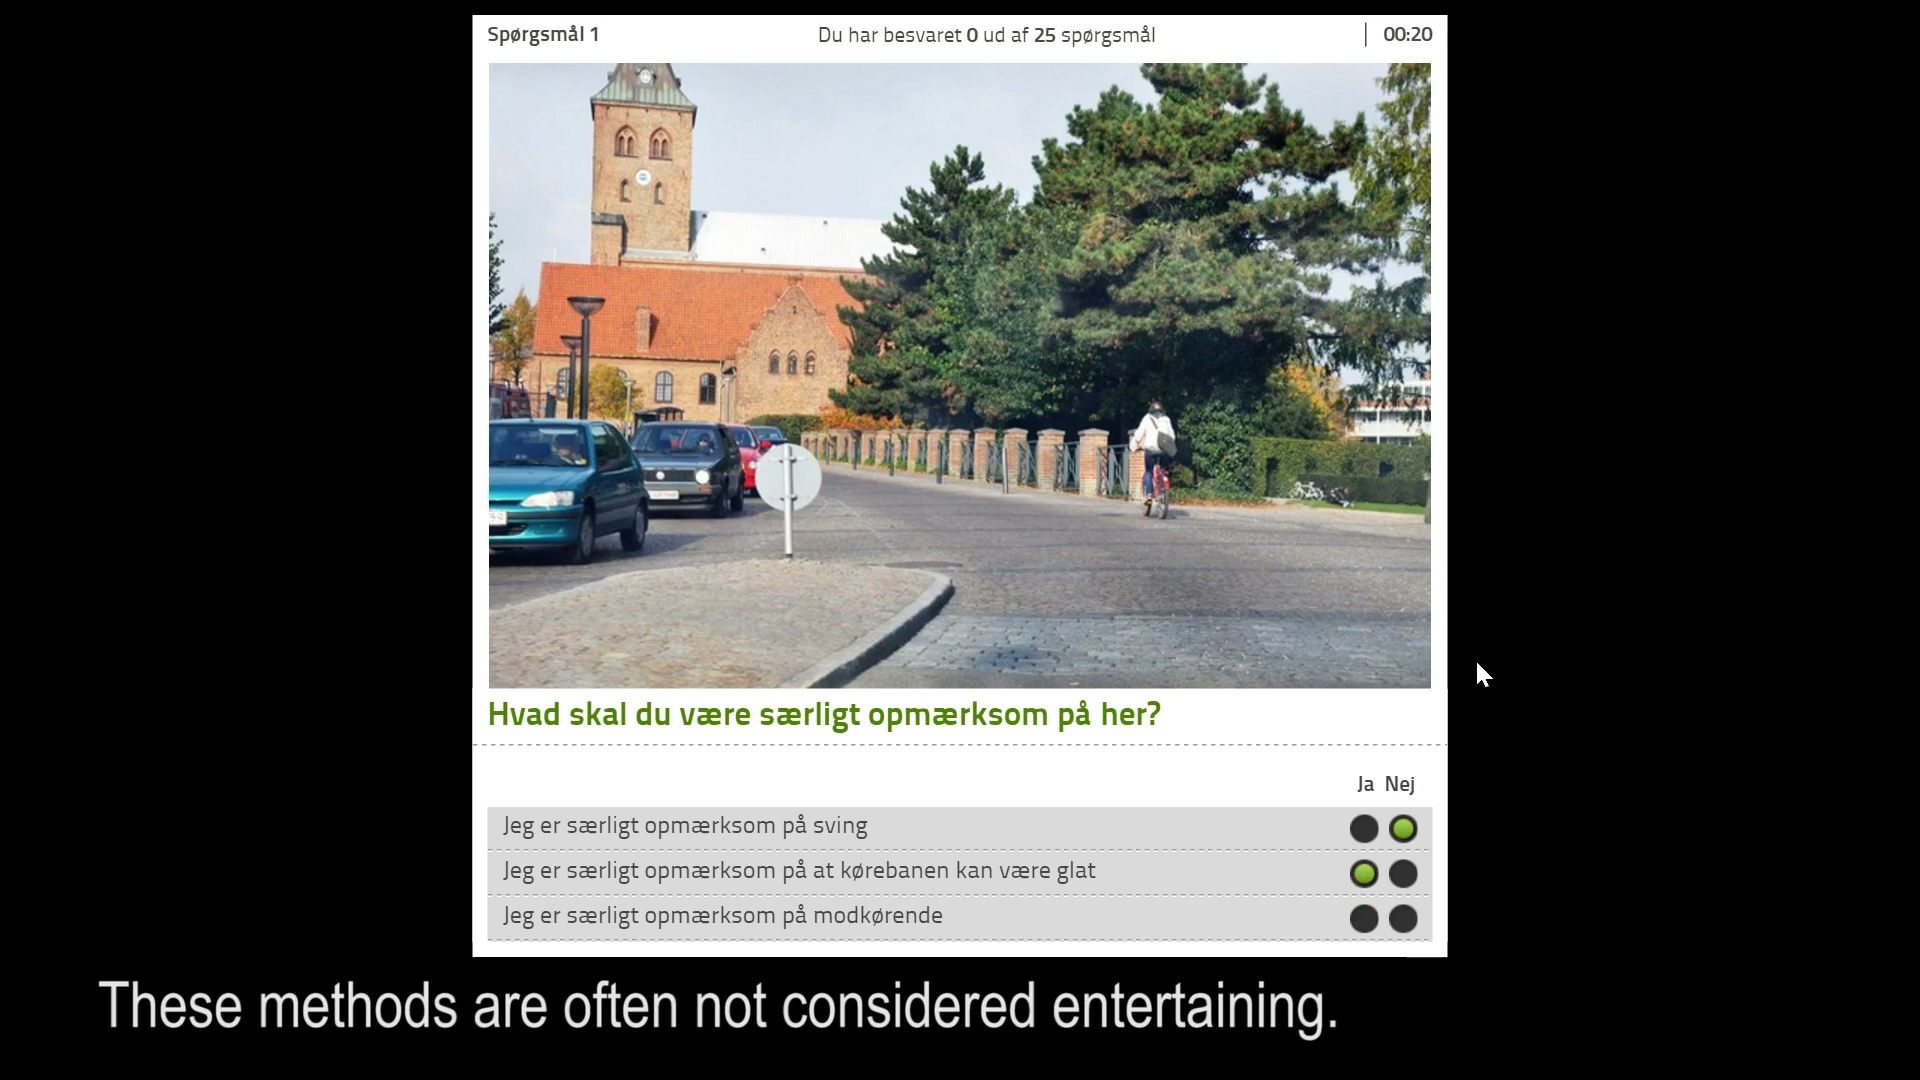 Spørgsmål 1
Du har besvaret 0 ud af 25 spørgsmål
00:20
Hvad skal du være særligt opmærksom på her?
Ja Nej
Jeg er særligt opmærksom på sving
Jeg er særligt opmærksom på at kørebanen kan være glat
Jeg er særligt opmærksom på modkørende
These methods are often not considered entertaining.